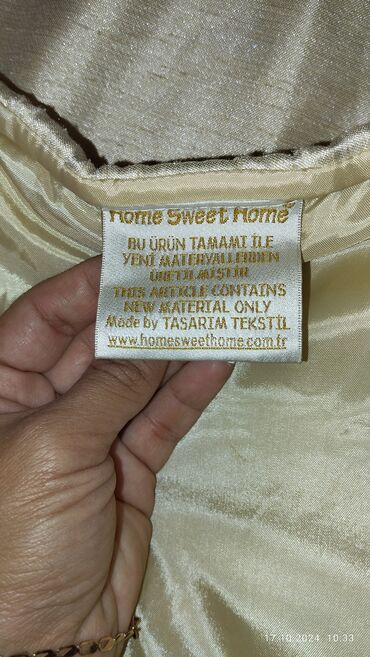 Home Sweet Home®
BU ÜRÜN TAMAMI İLE
YENİ MATERYALLERDEN
ÜRETİLMİŞTİR
THIS ARTICLE CONTAINS
NEW MATERIAL ONLY
Made by TASARIM TEKSTİL
www.homesweethome.com.tr
17.10.2024 10:33